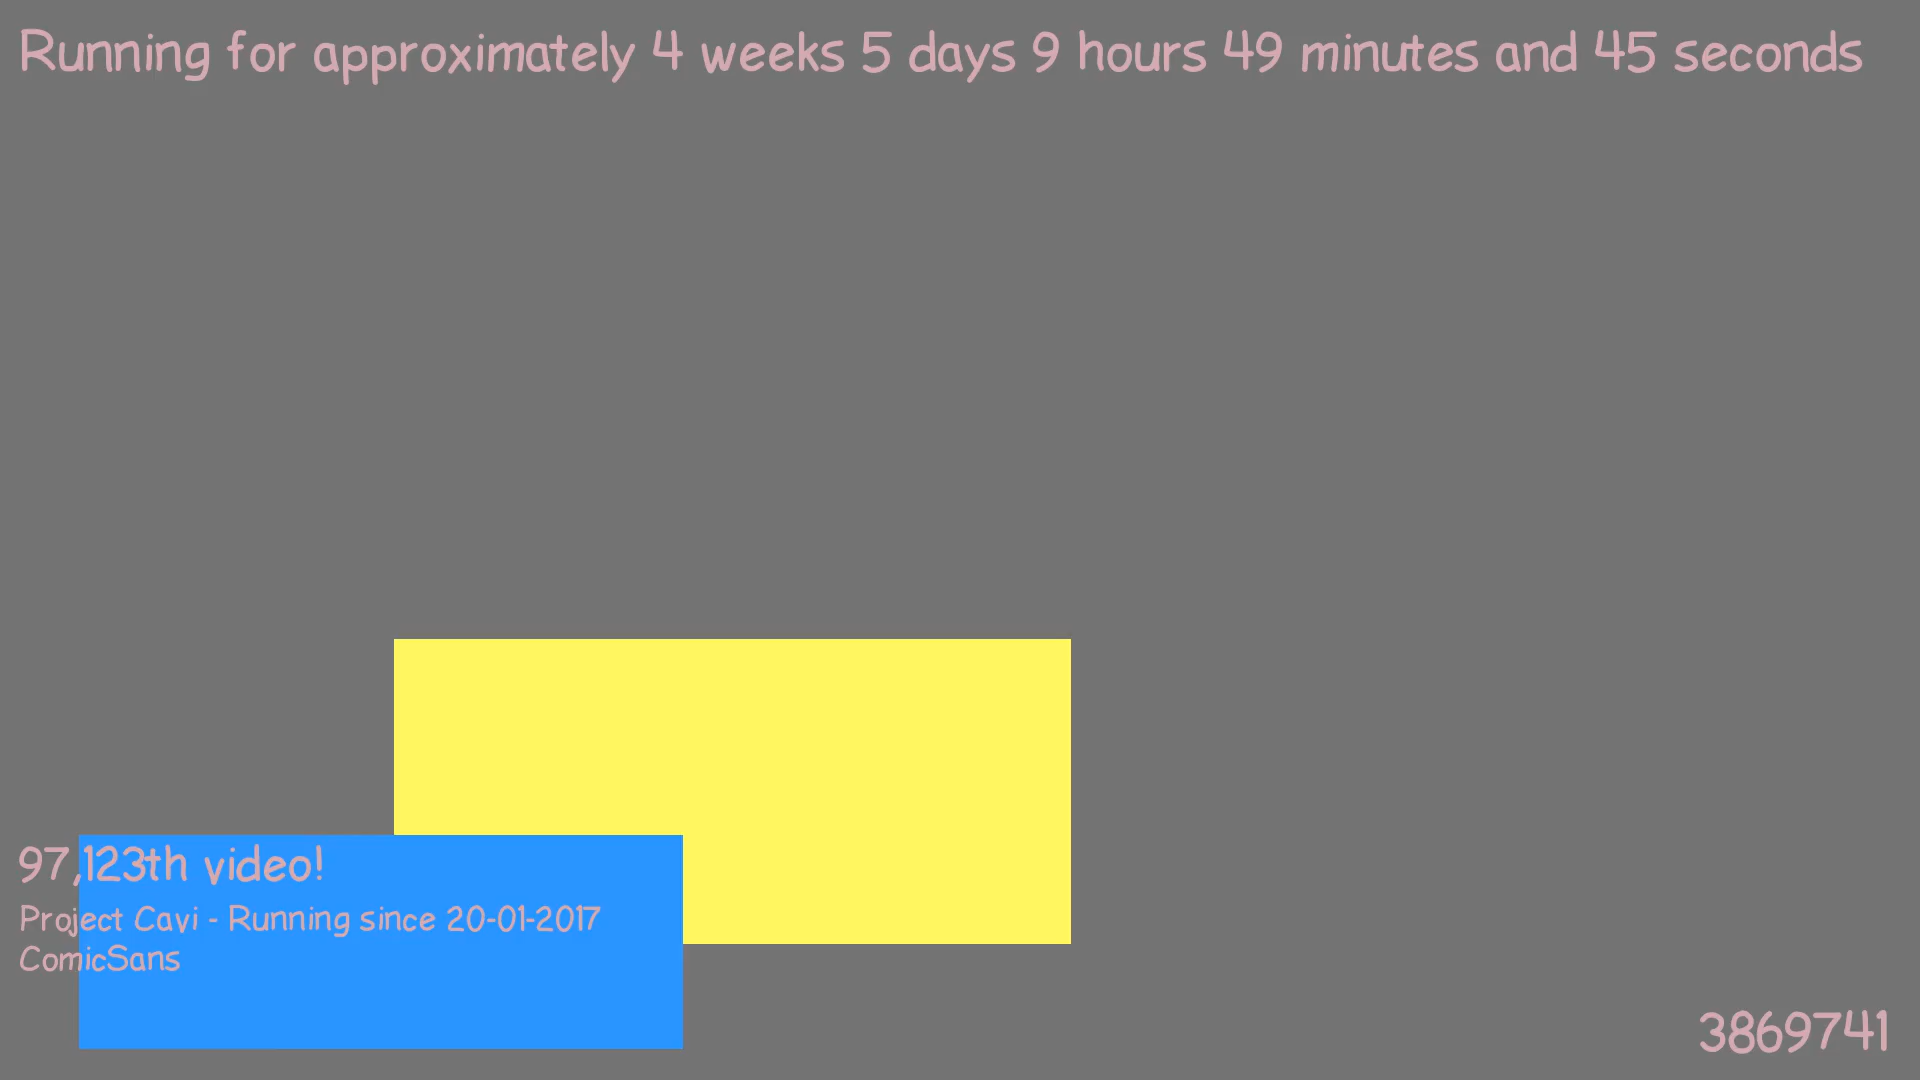 Running for approximately 4 weeks 5 days 9 hours 49 minutes and 45 seconds
97,123th video!
Project Cavi - Running since 20-01-2017
ComicSans
3869741